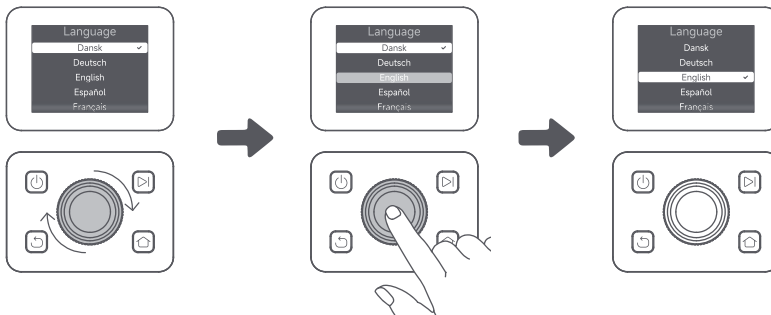 Language
Dansk
Deutsch
English
Español
Français
Language
Dansk
Deutsch
English
Español
Français
Language
Dansk
Deutsch
English
Español
Français